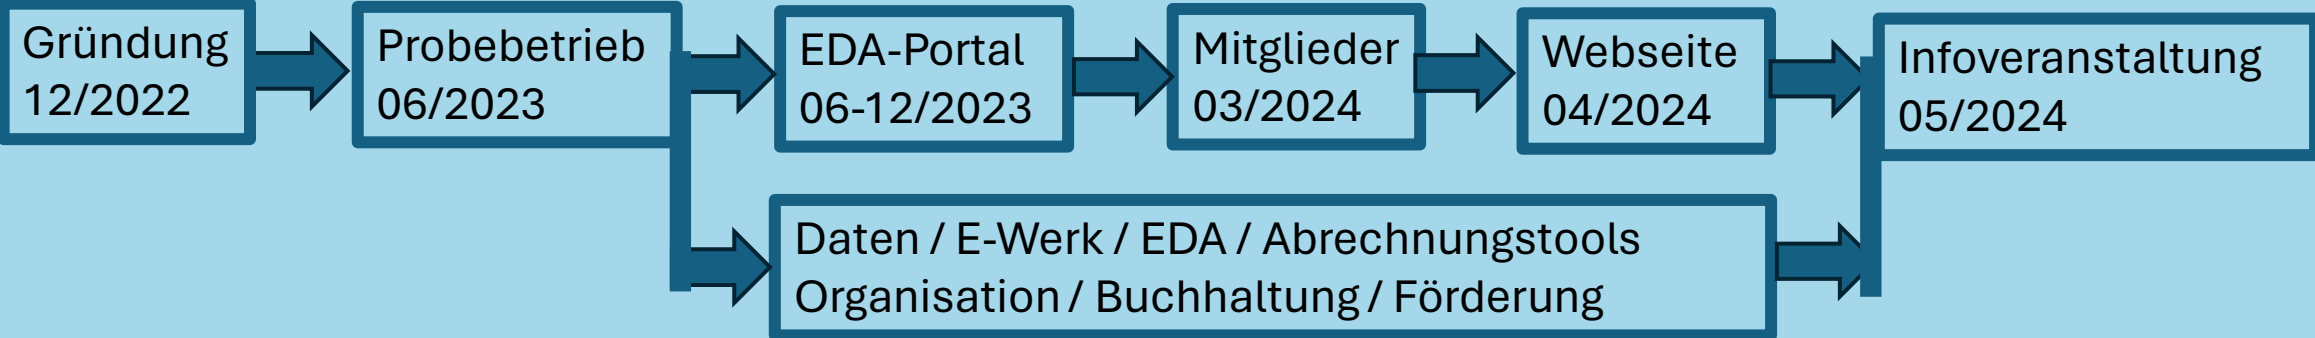 Gründung
12/2022
Probebetrieb
06/2023
EDA-Portal
06-12/2023
Mitglieder
03/2024
Webseite
04/2024
Infoveranstaltung
05/2024
Daten / E-Werk / EDA / Abrechnungstools
Organisation / Buchhaltung / Förderung